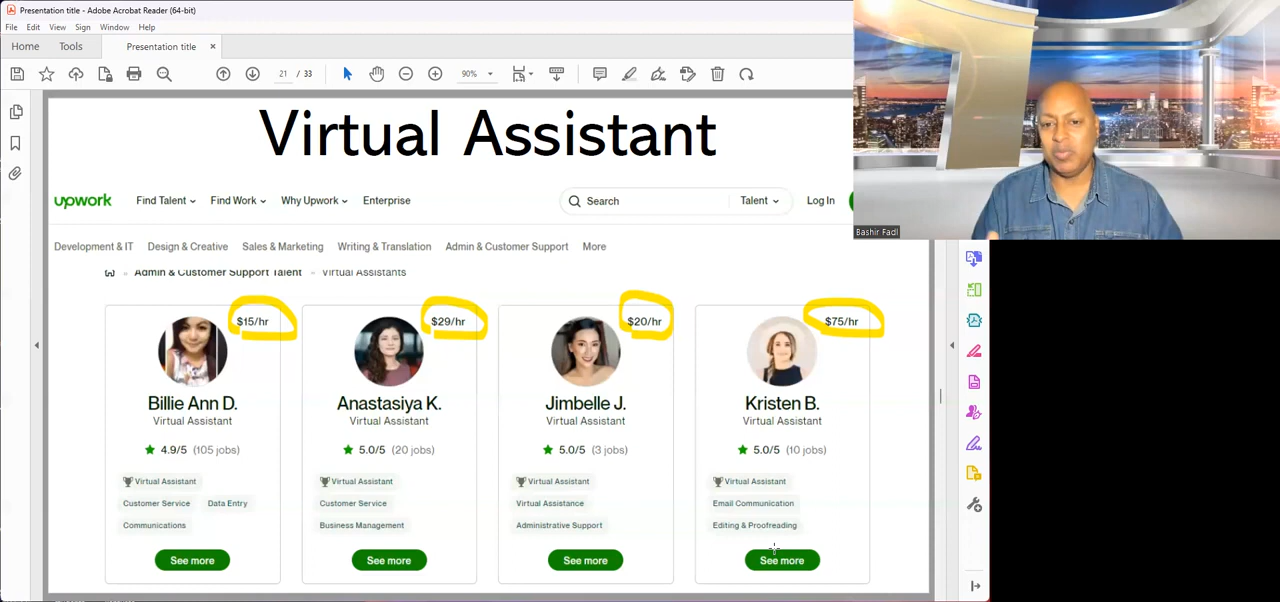 Presentation title - Adobe Acrobat Reader (64-bit)
File Edit View Sign Window Help
Home Tools Presentation title ×
21 / 33 90%
Virtual Assistant
upwork Find Talent Find Work Why Upwork Enterprise Search Talent Log In
Bashir Fadl
Development & IT Design & Creative Sales & Marketing Writing & Translation Admin & Customer Support More
Admin & Customer Support Talent Virtual Assistants
$15/hr $29/hr $20/hr $75/hr
Billie Ann D. Anastasiya K. Jimbelle J. Kristen B.
Virtual Assistant Virtual Assistant Virtual Assistant Virtual Assistant
4.9/5 (105 jobs) 5.0/5 (20 jobs) 5.0/5 (3 jobs) 5.0/5 (10 jobs)
Virtual Assistant Virtual Assistant Virtual Assistant Virtual Assistant
Customer Service Data Entry Customer Service Virtual Assistance Email Communication
Communications Business Management Administrative Support Editing & Proofreading
See more See more See more See more